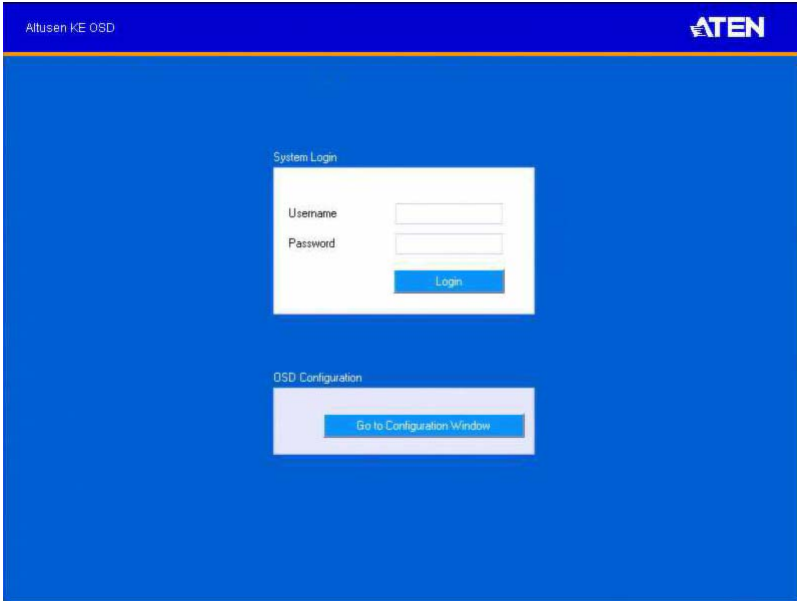 Altusen KE OSD
ATEN
System Login
Username
Password
Login
OSD Configuration
Go to Configuration Window